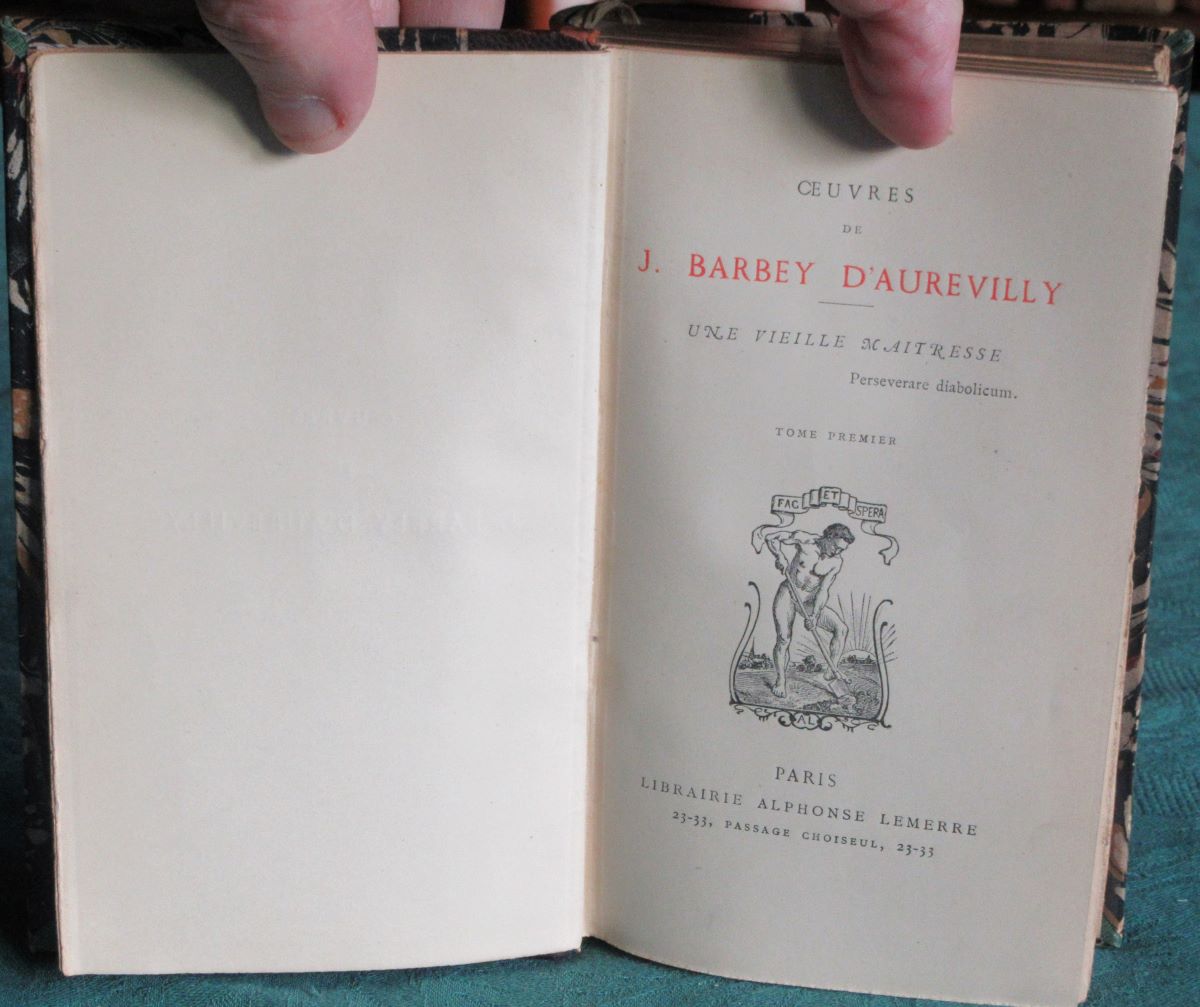 ŒUVRES
DE
J. BARBEY D'AUREVILLY
UNE VIEILLE MAITRESSE
Perseverare diabolicum.
TOME PREMIER
FAC ET SPERA
AL
PARIS
LIBRAIRIE ALPHONSE LEMERRE
23-33, PASSAGE CHOISEUL, 23-33